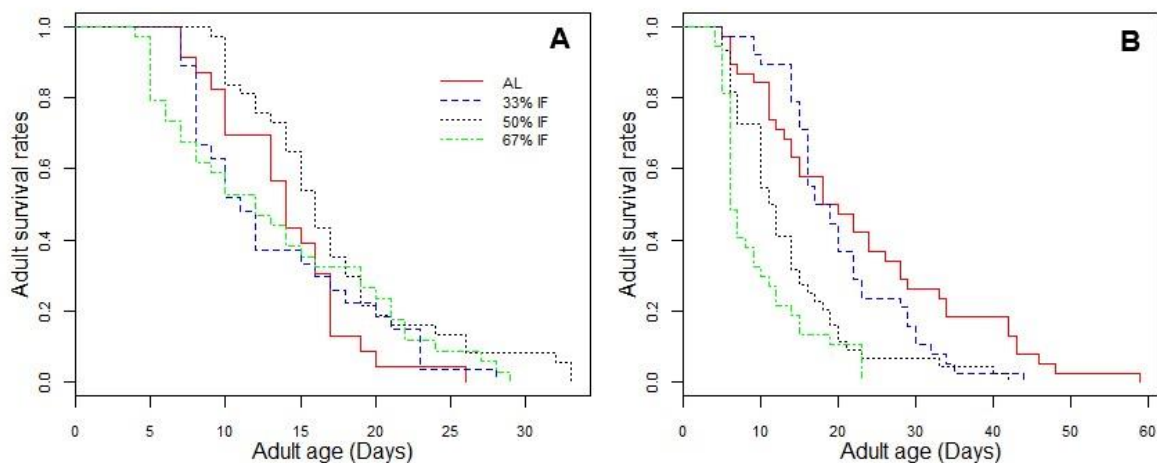 A
Adult survival rates
1.0
0.8
0.6
0.4
0.2
0.0
AL
33% IF
50% IF
67% IF
0 5 10 15 20 25 30
Adult age (Days)
B
Adult survival rates
1.0
0.8
0.6
0.4
0.2
0.0
0 10 20 30 40 50 60
Adult age (Days)